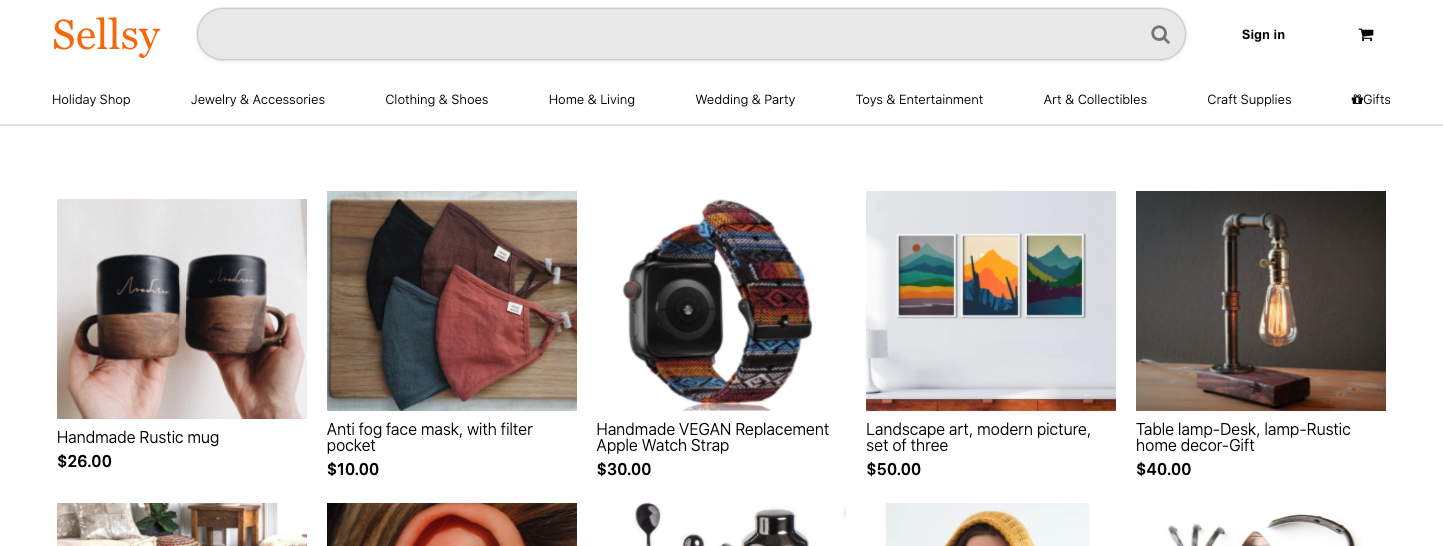 Sellsy
Sign in
Holiday Shop
Jewelry & Accessories
Clothing & Shoes
Home & Living
Wedding & Party
Toys & Entertainment
Art & Collectibles
Craft Supplies
Gifts
Handmade Rustic mug
$26.00
Anti fog face mask, with filter
pocket
$10.00
Handmade VEGAN Replacement
Apple Watch Strap
$30.00
Landscape art, modern picture,
set of three
$50.00
Table lamp-Desk, lamp-Rustic
home decor-Gift
$40.00